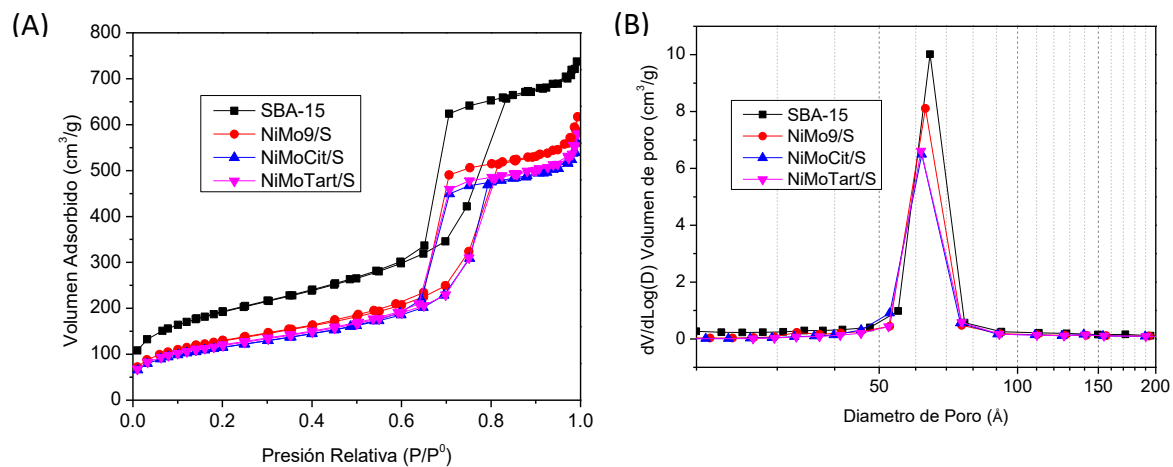 (A)
800
700
600
500
400
300
200
100
0
Volumen Adsorbido (cm³/g)
SBA-15
NiMo9/S
NiMoCit/S
NiMoTart/S
0.0 0.2 0.4 0.6 0.8 1.0
Presión Relativa (P/P⁰)
(B)
10
8
6
4
2
0
dV/dLog(D) Volumen de poro (cm³/g)
SBA-15
NiMo9/S
NiMoCit/S
NiMoTart/S
50 100 150 200
Diametro de Poro (Å)